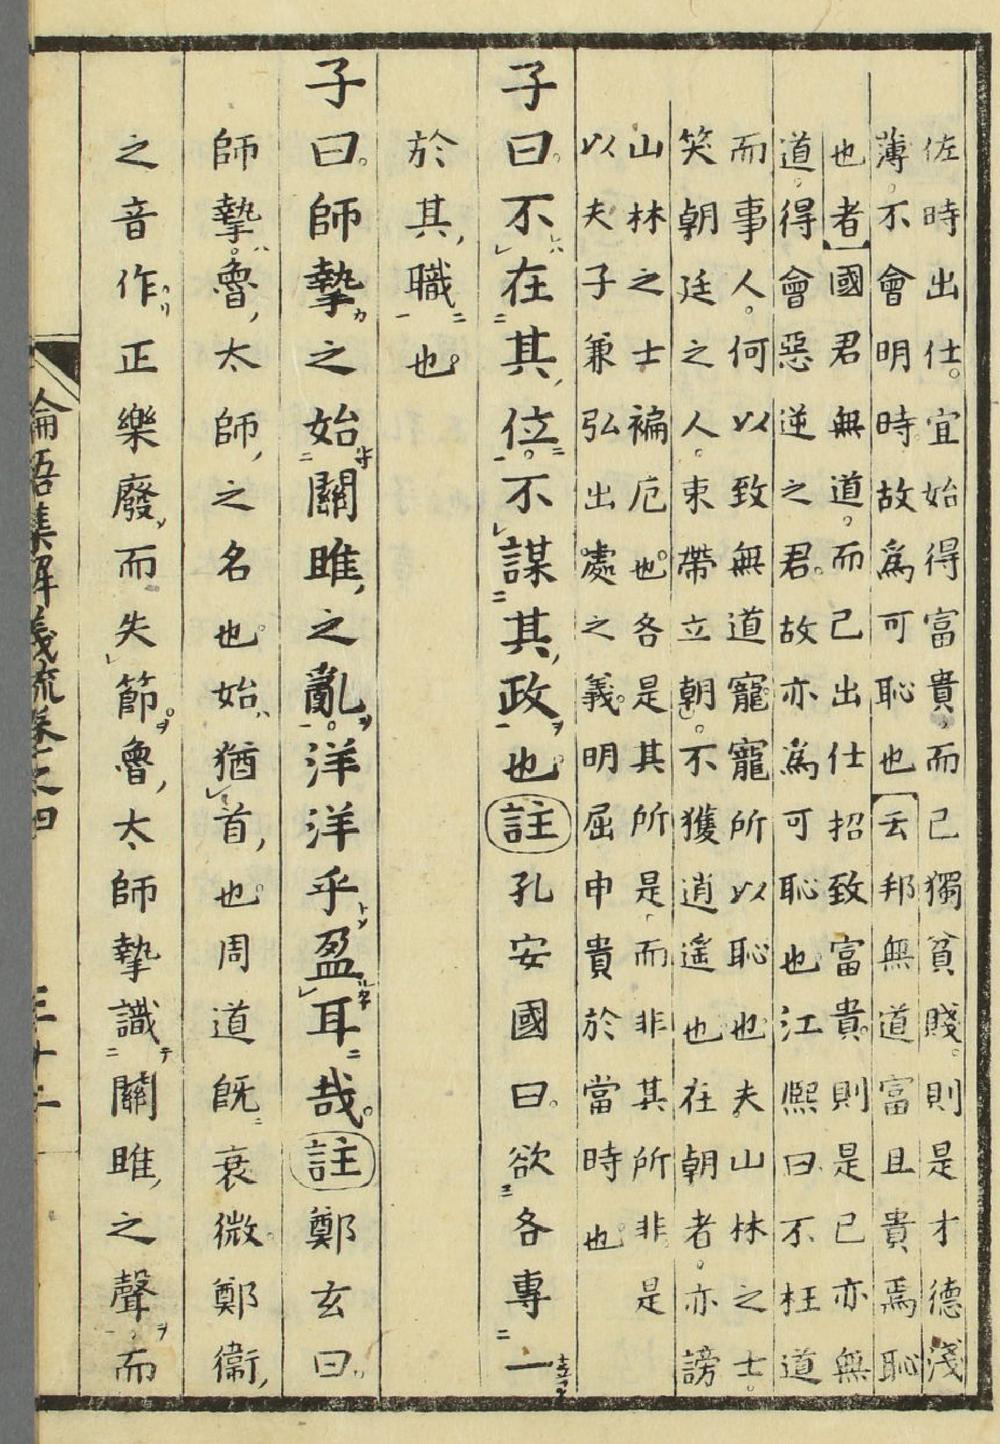 佐時出仕宜始得富貴而已獨貧賤則是才德淺
薄不會明時故為可恥也云邦無道富且貴焉恥
也者國君無道而己出仕招致富貴則是已亦無
道得會惡逆之君故亦為可恥也江熙曰不枉道
而事人何以致無道寵寵所以恥也夫山林之士
笑朝廷之人束帶立朝不獲逍遙也在朝者亦謗
山林之士褊厄也各是其所是而非其所非是
以夫子兼弘出處之義明屈申貴於當時也
子曰不在其位不謀其政也註孔安國曰欲各專一
於其職也
子曰師摯之始關雎之亂洋洋乎盈耳哉註鄭玄曰
師摯魯太師之名也始猶首也周道既衰微鄭衛
之音作正樂廢而失節魯太師摯識關雎之聲而
論語集解義疏卷之四